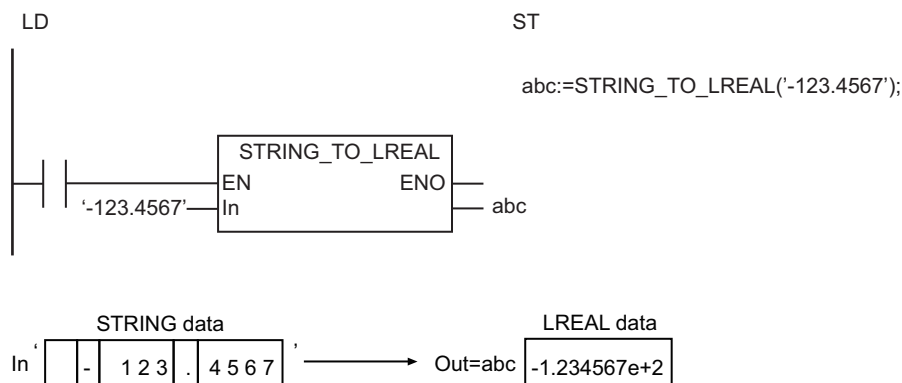 LD
ST
abc:=STRING_TO_LREAL('-123.4567');
STRING_TO_LREAL
EN ENO
‘-123.4567’ In abc
STRING data LREAL data
In ‘ - 1 2 3 . 4 5 6 7 ’ Out=abc -1.234567e+2